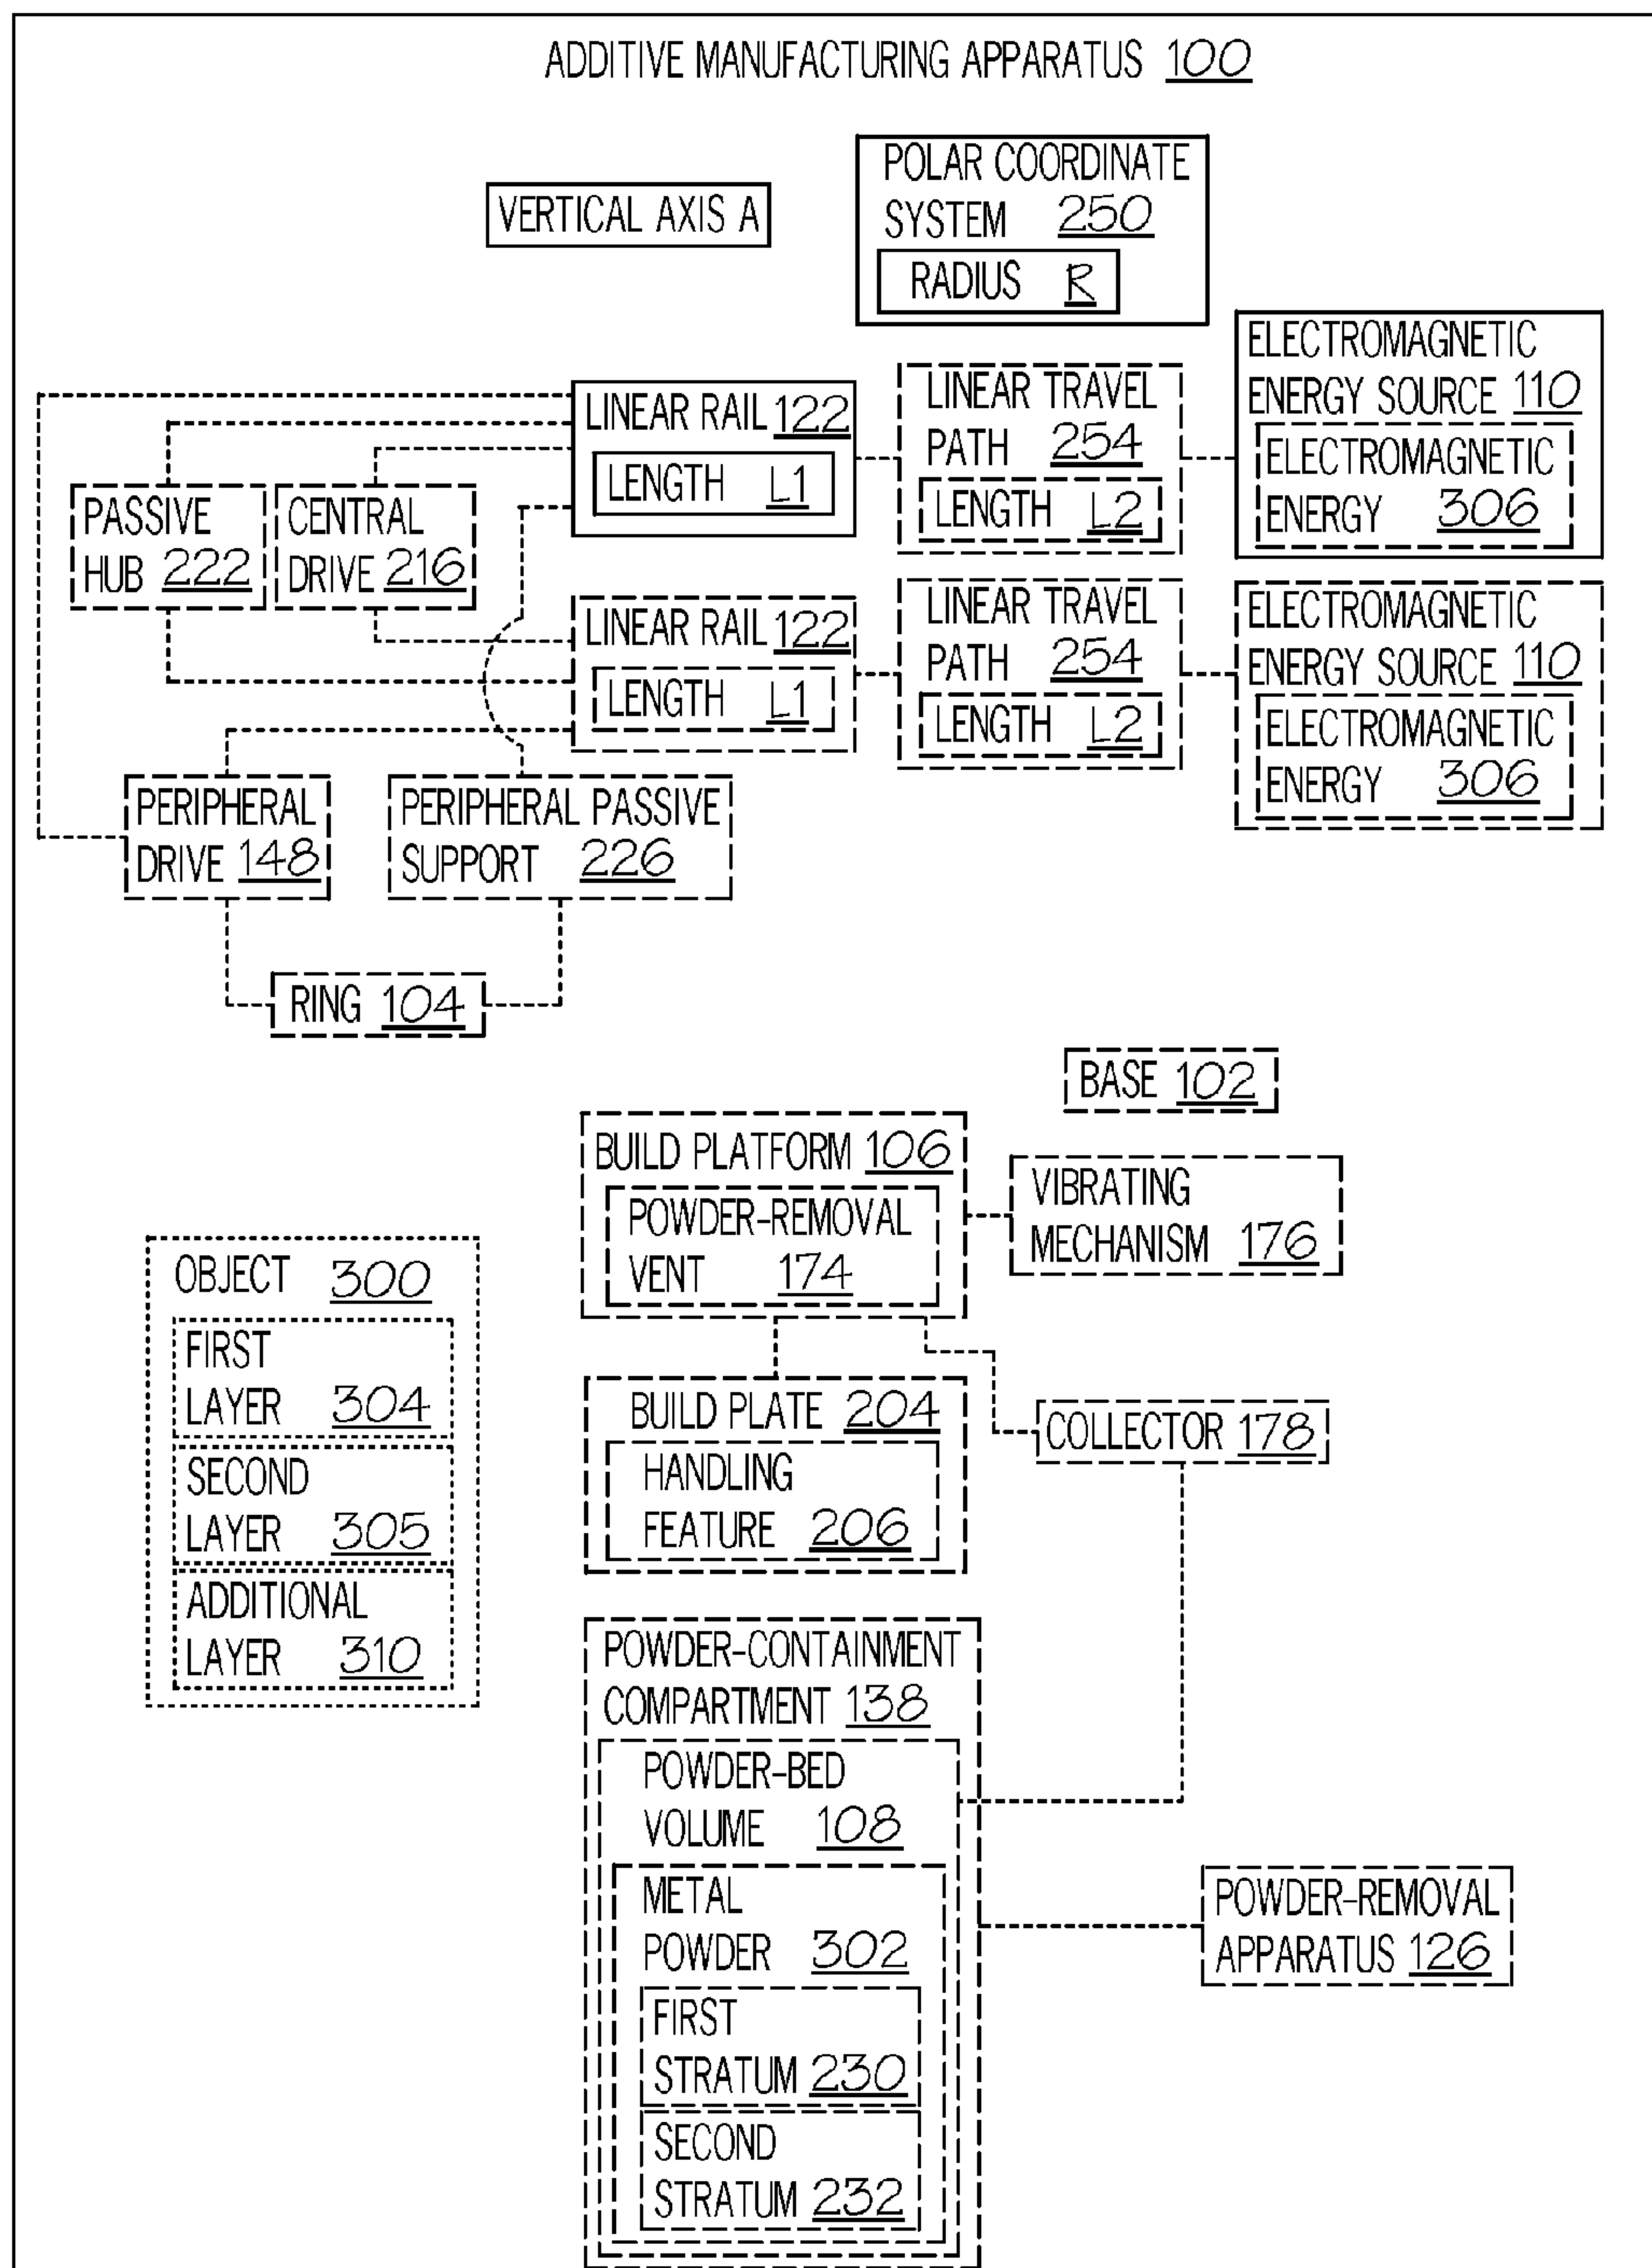 ADDITIVE MANUFACTURING APPARATUS 100
VERTICAL AXIS A
POLAR COORDINATE
SYSTEM 250
RADIUS R
LINEAR RAIL 122
LENGTH L1
LINEAR TRAVEL
PATH 254
LENGTH L2
ELECTROMAGNETIC
ENERGY SOURCE 110
ELECTROMAGNETIC
ENERGY 306
PASSIVE
HUB 222
CENTRAL
DRIVE 216
LINEAR RAIL 122
LENGTH L1
LINEAR TRAVEL
PATH 254
LENGTH L2
ELECTROMAGNETIC
ENERGY SOURCE 110
ELECTROMAGNETIC
ENERGY 306
PERIPHERAL
DRIVE 148
PERIPHERAL PASSIVE
SUPPORT 226
RING 104
BASE 102
BUILD PLATFORM 106
POWDER-REMOVAL
VENT 174
VIBRATING
MECHANISM 176
OBJECT 300
FIRST
LAYER 304
SECOND
LAYER 305
ADDITIONAL
LAYER 310
BUILD PLATE 204
HANDLING
FEATURE 206
COLLECTOR 178
POWDER-CONTAINMENT
COMPARTMENT 138
POWDER-BED
VOLUME 108
METAL
POWDER 302
FIRST
STRATUM 230
SECOND
STRATUM 232
POWDER-REMOVAL
APPARATUS 126